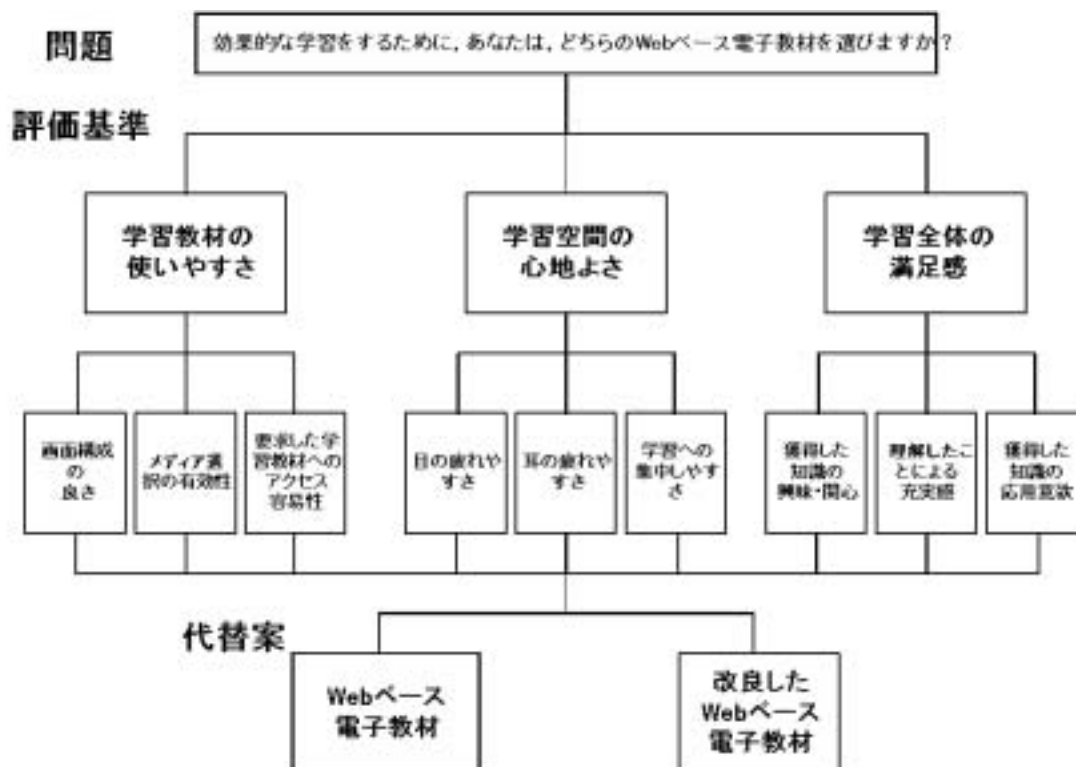 問題
効果的な学習をするために，あなたは，どちらのWebベース電子教材を選びますか？
評価基準
学習教材の
使いやすさ
学習空間の
心地よさ
学習全体の
満足感
画面構成
の
良さ
メディア選
択の有効性
要求した学
習教材への
アクセス
容易性
目の疲れや
すさ
耳の疲れや
すさ
学習への
集中しやす
さ
獲得した
知識の
興味・関心
理解したこ
とによる
充実感
獲得した
知識の
応用意欲
代替案
Webベース
電子教材
改良した
Webベース
電子教材